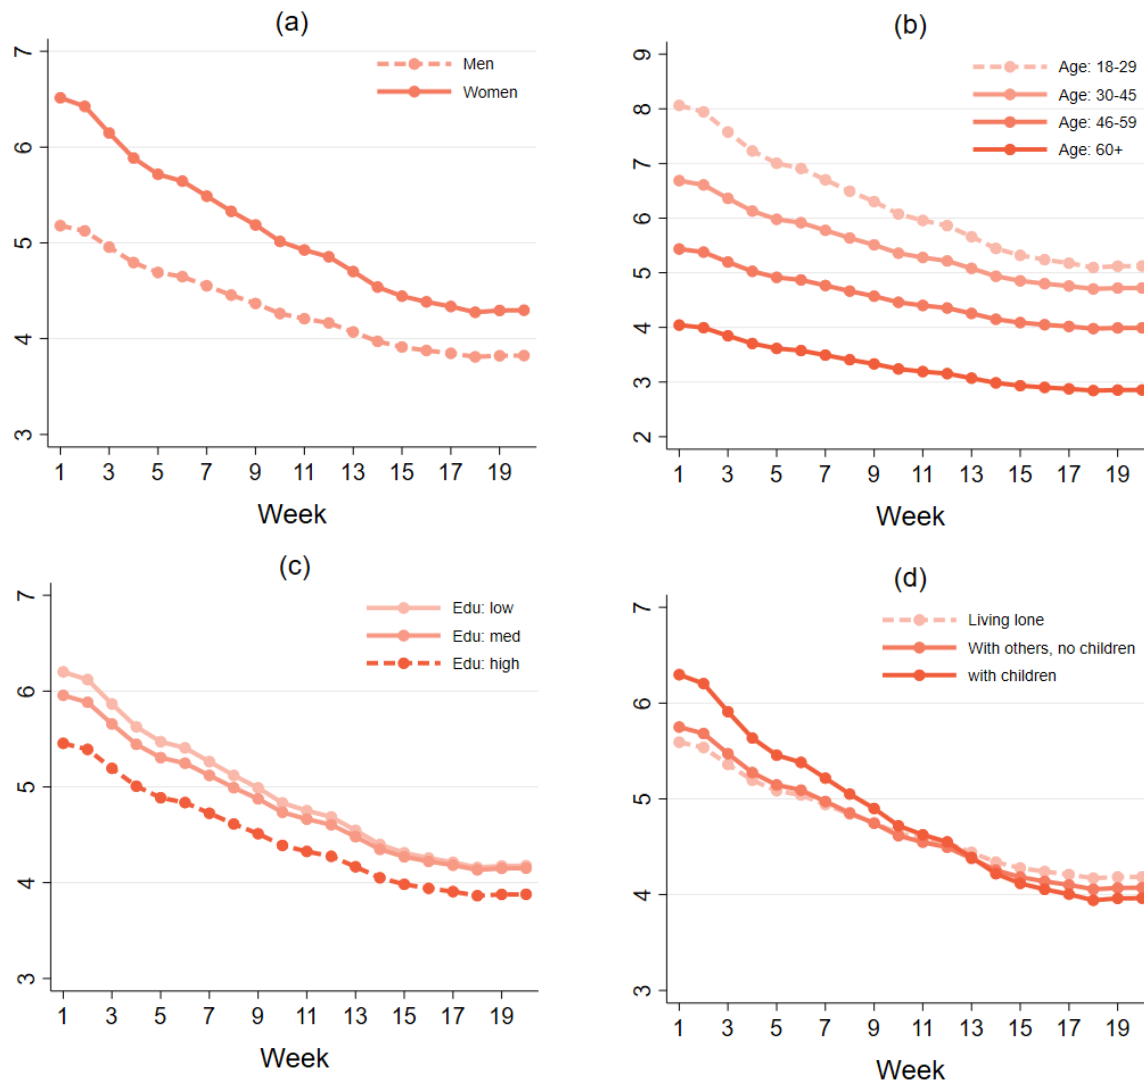 (a)
7
6
5
4
3
Men
Women
1 3 5 7 9 11 13 15 17 19
Week
(b)
9
8
7
6
5
4
3
2
Age: 18-29
Age: 30-45
Age: 46-59
Age: 60+
1 3 5 7 9 11 13 15 17 19
Week
(c)
7
6
5
4
3
Edu: low
Edu: med
Edu: high
1 3 5 7 9 11 13 15 17 19
Week
(d)
7
6
5
4
3
Living lone
With others, no children
with children
1 3 5 7 9 11 13 15 17 19
Week